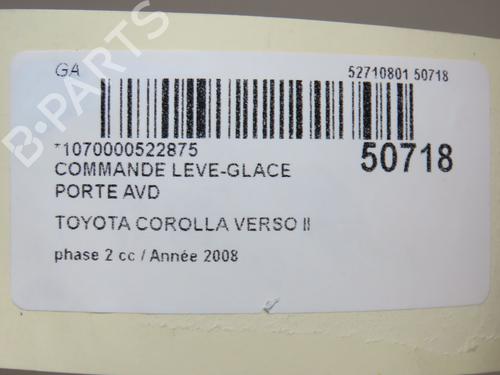 GA
52710801 50718
*1070000522875
50718
COMMANDE LEVE-GLACE
PORTE AVD
TOYOTA COROLLA VERSO II
phase 2 cc / Année 2008
B-PARTS